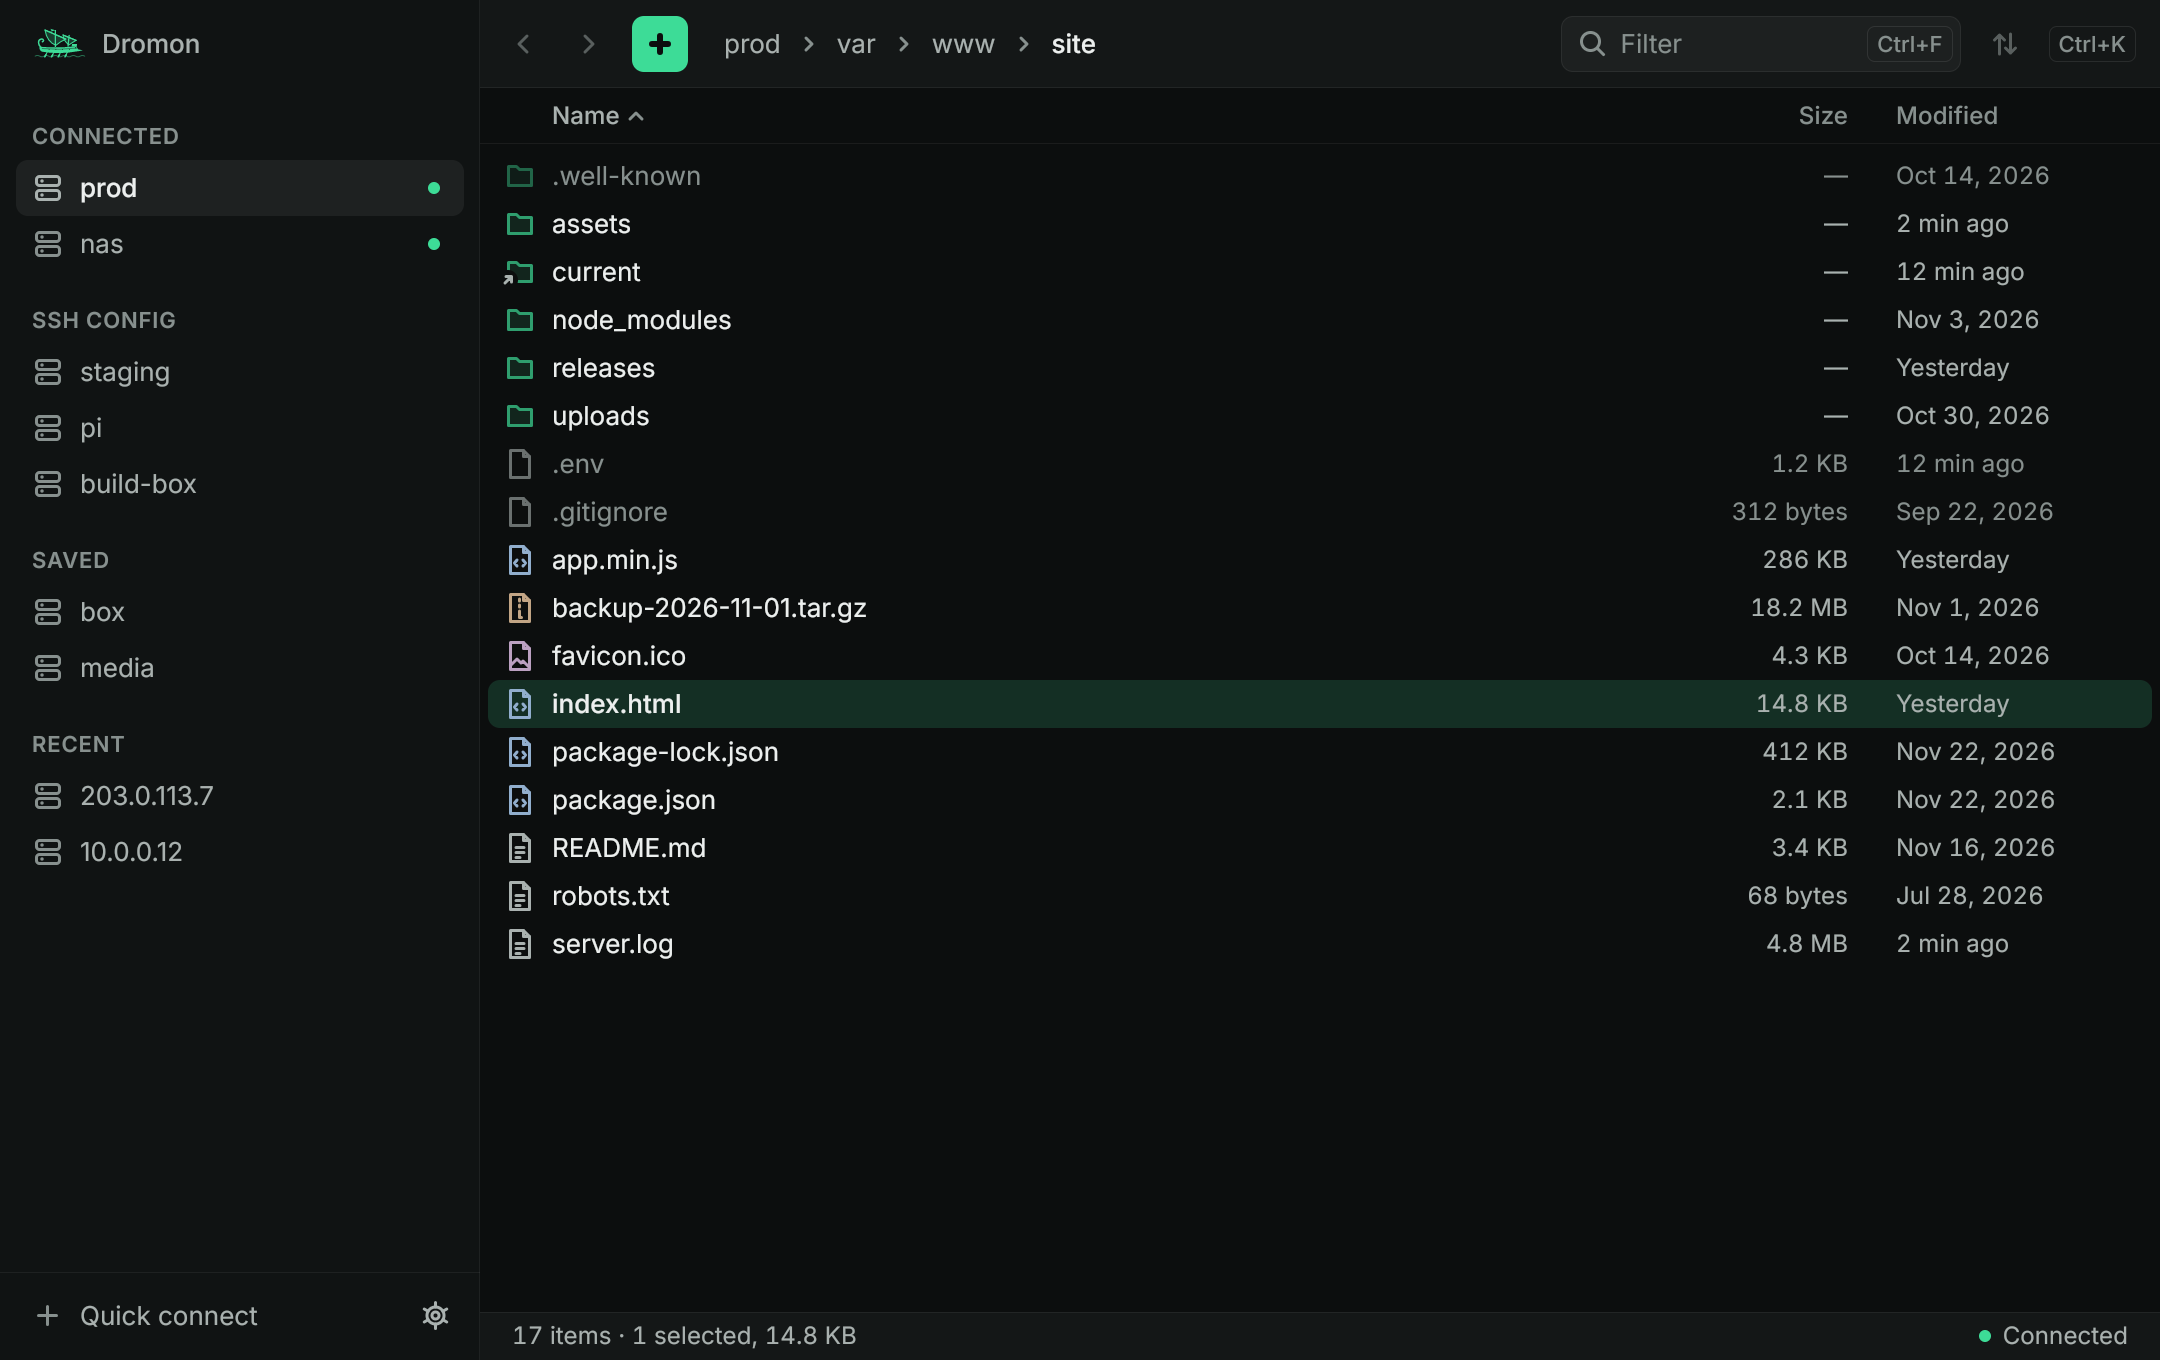 Dromon
CONNECTED
prod
nas
SSH CONFIG
staging
pi
build-box
SAVED
box
media
RECENT
203.0.113.7
10.0.0.12
Quick connect
prod > var > www > site
Filter Ctrl+F
Ctrl+K
Name Size Modified
.well-known — Oct 14, 2026
assets — 2 min ago
current — 12 min ago
node_modules — Nov 3, 2026
releases — Yesterday
uploads — Oct 30, 2026
.env 1.2 KB 12 min ago
.gitignore 312 bytes Sep 22, 2026
app.min.js 286 KB Yesterday
backup-2026-11-01.tar.gz 18.2 MB Nov 1, 2026
favicon.ico 4.3 KB Oct 14, 2026
index.html 14.8 KB Yesterday
package-lock.json 412 KB Nov 22, 2026
package.json 2.1 KB Nov 22, 2026
README.md 3.4 KB Nov 16, 2026
robots.txt 68 bytes Jul 28, 2026
server.log 4.8 MB 2 min ago
17 items · 1 selected, 14.8 KB
Connected